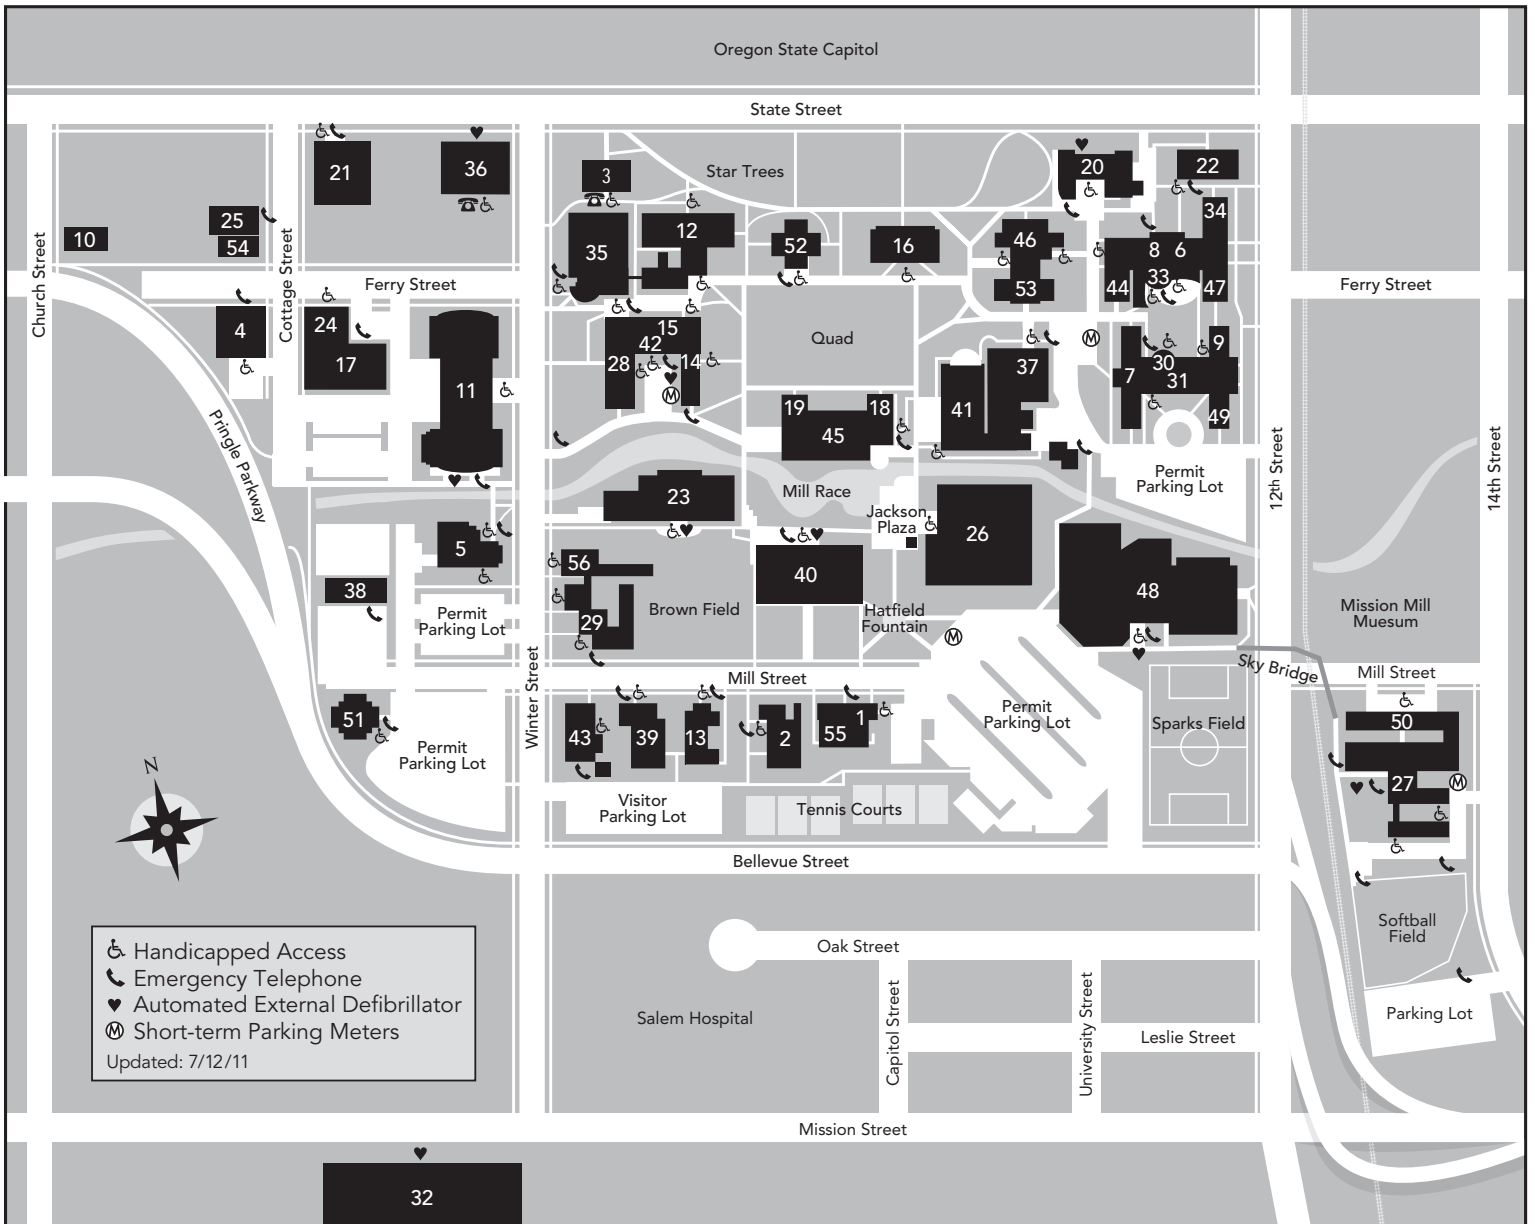 Oregon State Capitol
State Street
21
36
3
Star Trees
20
22
34
25
54
10
35
12
52
16
46
8
6
53
44
33
47
Church Street
Cottage Street
Ferry Street
Ferry Street
4
24
17
11
15
42
28
14
Quad
37
41
7
30
31
9
49
19
18
45
Pringle Parkway
M
M
Permit
Parking Lot
12th Street
14th Street
23
Mill Race
Jackson
Plaza
26
5
56
40
48
38
Permit
Parking Lot
29
Brown Field
Hatfield
Fountain
M
Mission Mill
Muesum
Winter Street
Mill Street
Sky Bridge
Mill Street
51
Permit
Parking Lot
43
39
13
2
55
1
Permit
Parking Lot
Sparks Field
50
27
M
N
Visitor
Parking Lot
Tennis Courts
Bellevue Street
Softball
Field
Parking Lot
Handicapped Access
Emergency Telephone
Automated External Defibrillator
M Short-term Parking Meters
Updated: 7/12/11
Oak Street
Salem Hospital
Capitol Street
University Street
Leslie Street
Mission Street
32